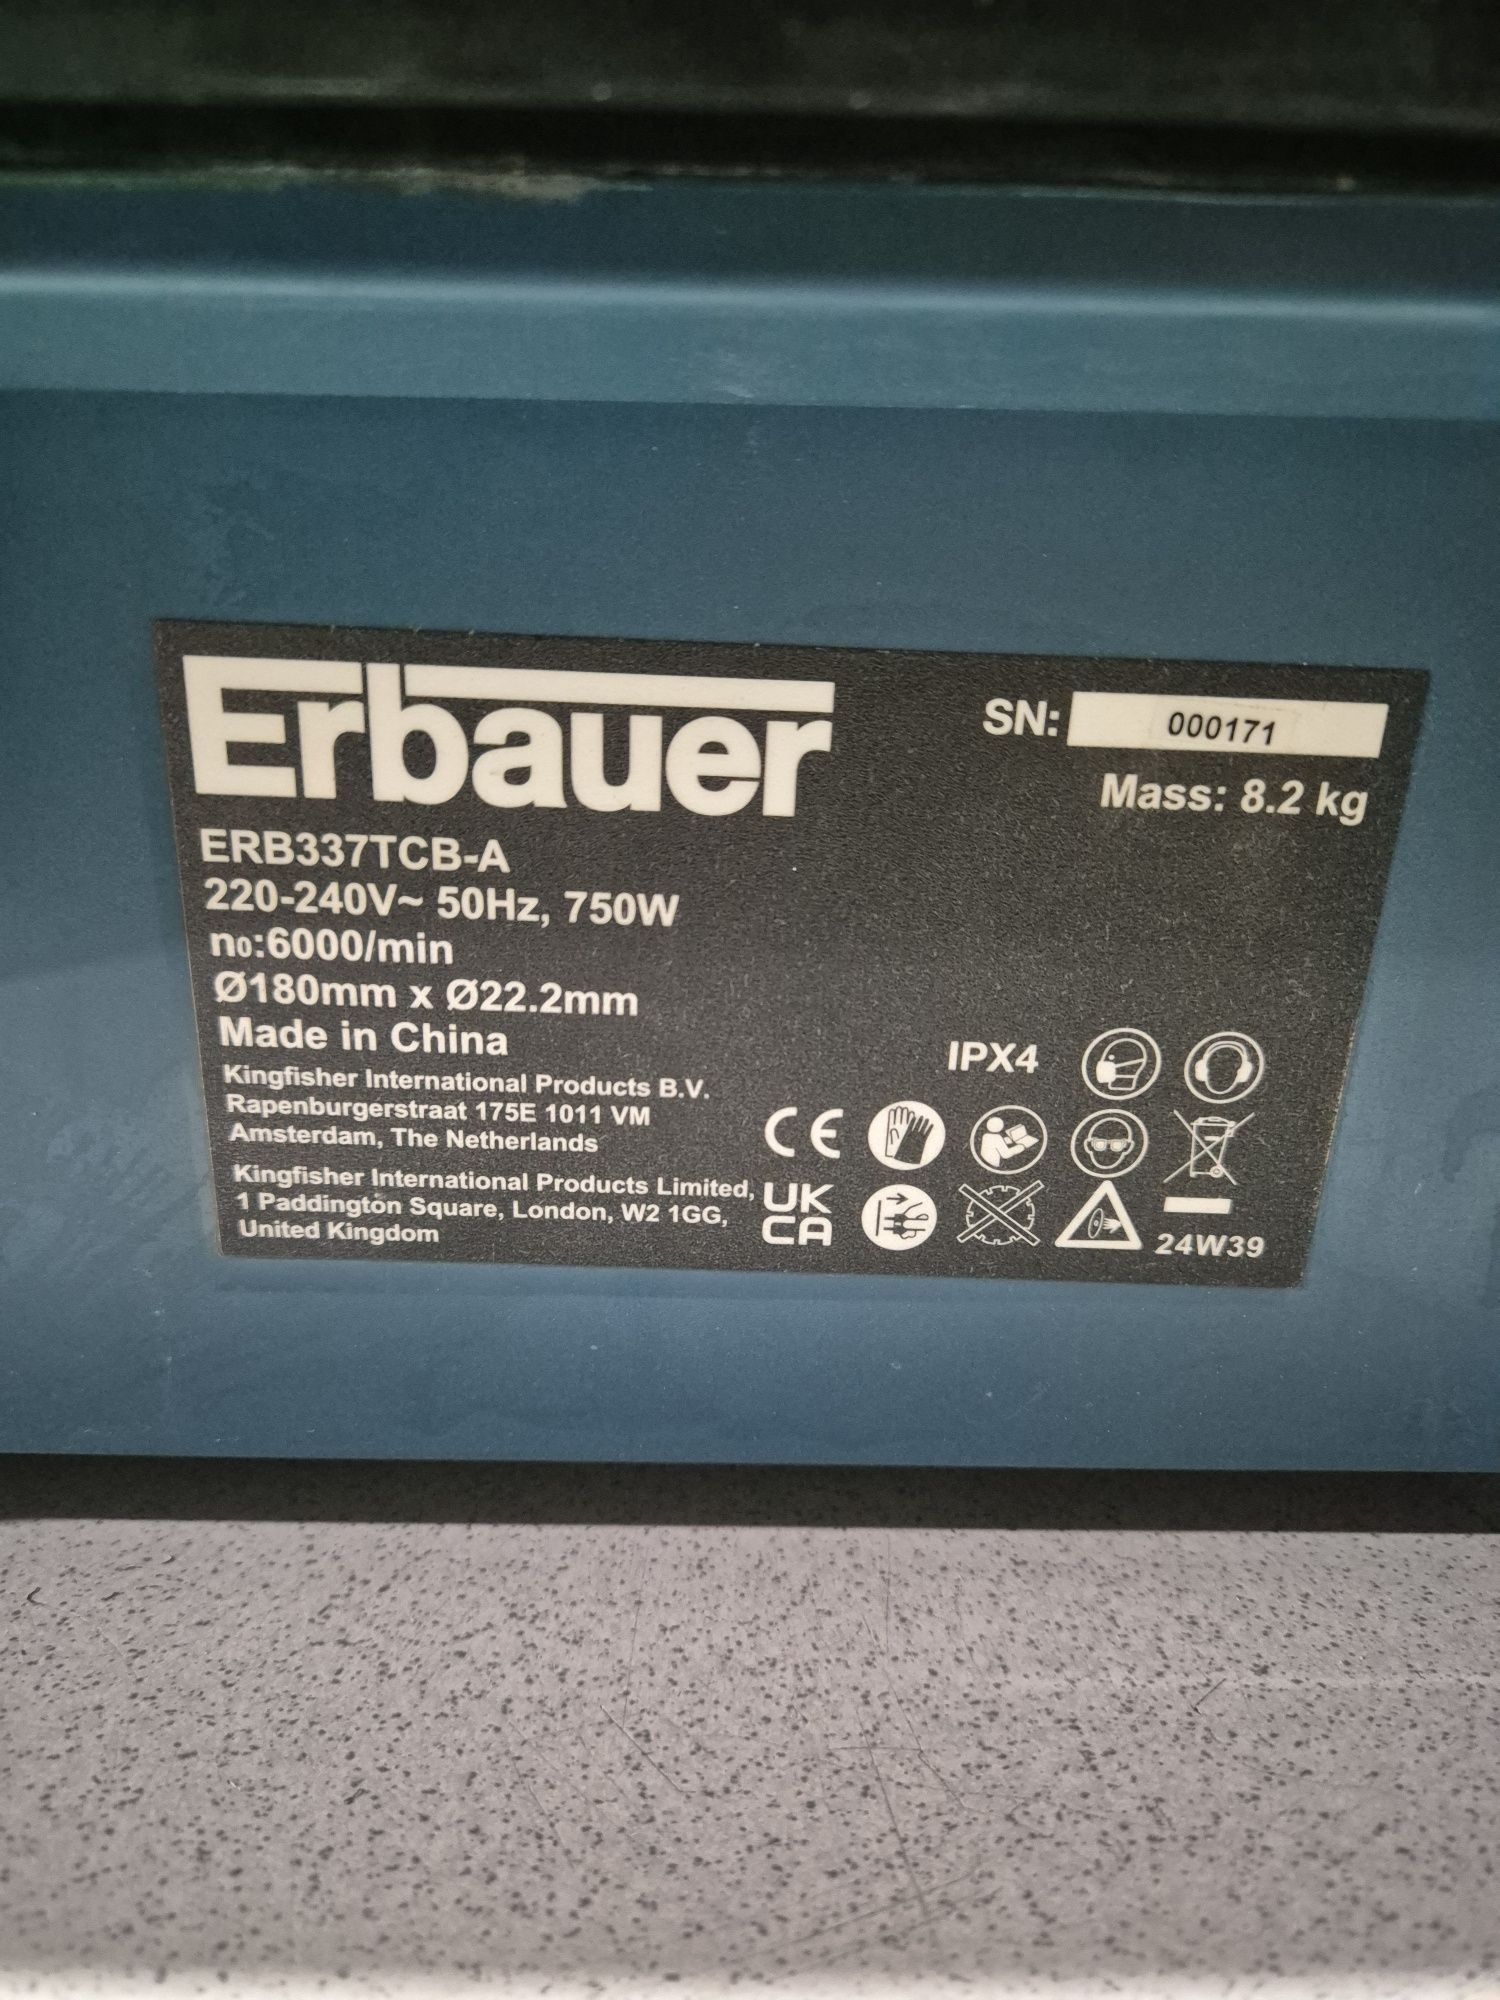 Erbauer
SN: 000171
Mass: 8.2 kg
ERB337TCB-A
220-240V~ 50Hz, 750W
n₀:6000/min
Ø180mm x Ø22.2mm
Made in China
Kingfisher International Products B.V.
Rapenburgerstraat 175E 1011 VM
Amsterdam, The Netherlands
Kingfisher International Products Limited,
1 Paddington Square, London, W2 1GG,
United Kingdom
IPX4
CE
UK
CA
24W39